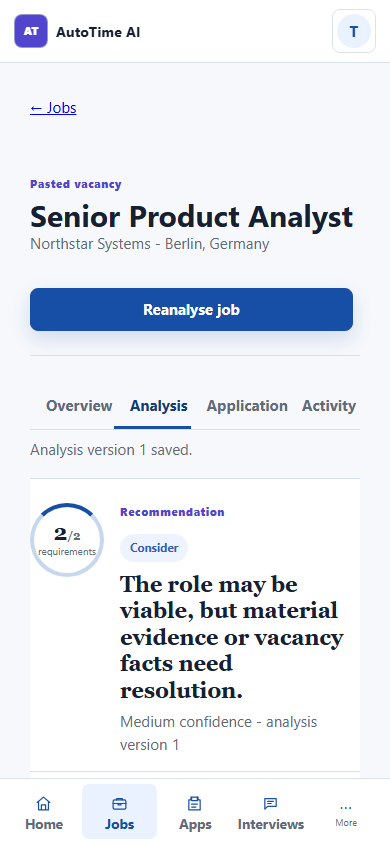 AT AutoTime AI T
← Jobs
Pasted vacancy
Senior Product Analyst
Northstar Systems - Berlin, Germany
Reanalyse job
Overview Analysis Application Activity
Analysis version 1 saved.
2/2
requirements
Recommendation
Consider
The role may be
viable, but material
evidence or vacancy
facts need
resolution.
Medium confidence - analysis
version 1
Home Jobs Apps Interviews ... More